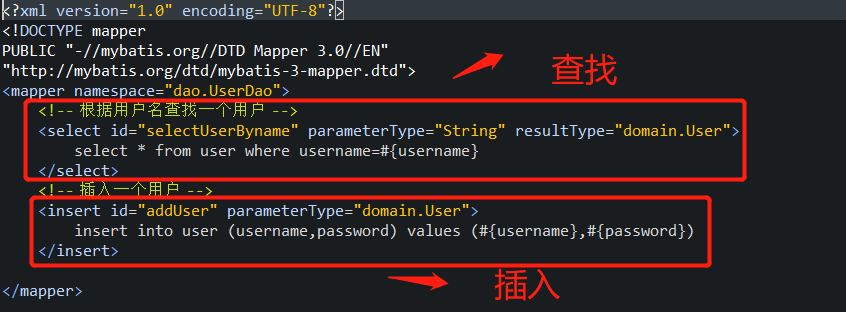 <?xml version="1.0" encoding="UTF-8"?>
<!DOCTYPE mapper
PUBLIC "-//mybatis.org//DTD Mapper 3.0//EN"
"http://mybatis.org/dtd/mybatis-3-mapper.dtd">
查找
<mapper namespace="dao.UserDao">
<!-- 根据用户名查找一个用户 -->
<select id="selectUserByname" parameterType="String" resultType="domain.User">
select * from user where username=#{username}
</select>
<!-- 插入一个用户 -->
<insert id="addUser" parameterType="domain.User">
insert into user (username,password) values (#{username},#{password})
</insert>
插入
</mapper>